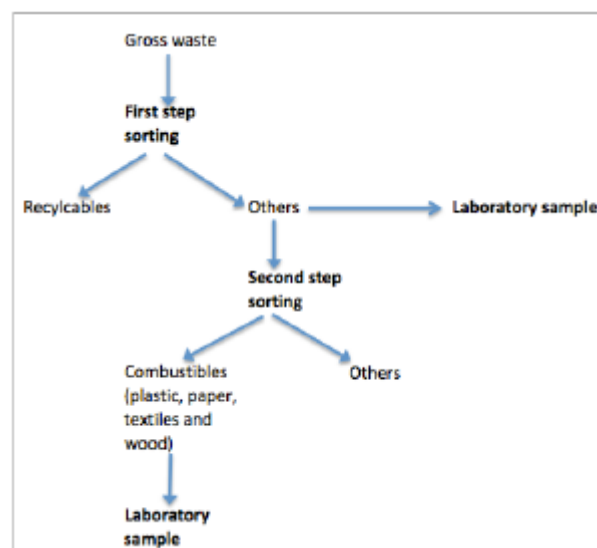 Gross waste
First step
sorting
Recylcables
Others
Laboratory sample
Second step
sorting
Combustibles
(plastic, paper,
textiles and
wood)
Others
Laboratory
sample